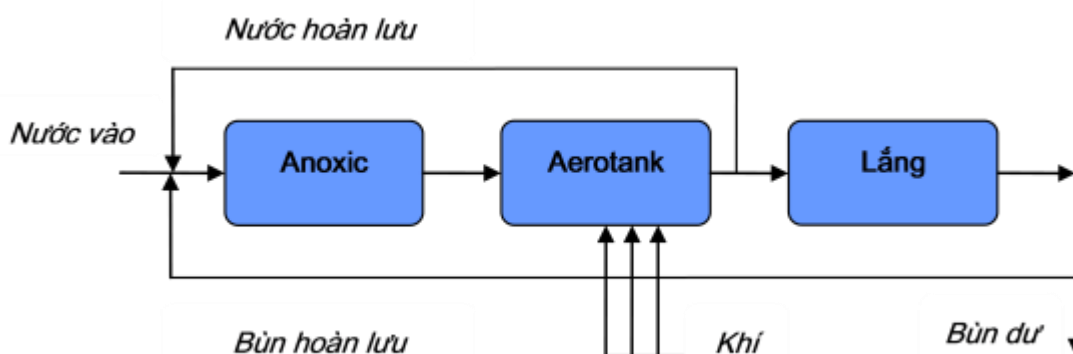 Nước hoàn lưu
Nước vào
Anoxic
Aerotank
Lắng
Bùn hoàn lưu
Khí
Bùn dư